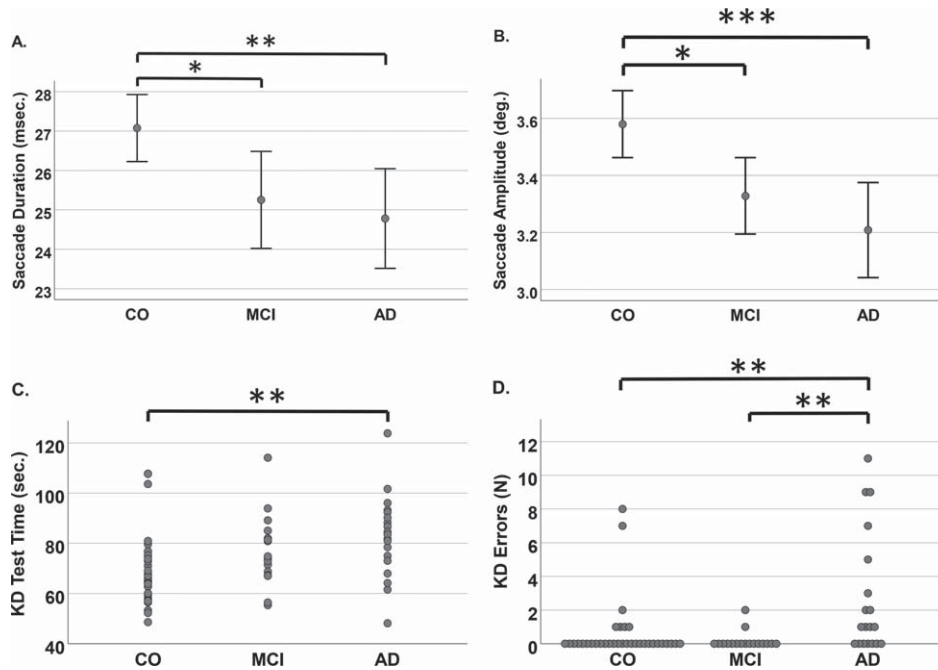 A.
**
*
Saccade Duration (msec.)
28
27
26
25
24
23
CO MCI AD
B.
***
*
Saccade Amplitude (deg.)
3.6
3.4
3.2
3.0
CO MCI AD
C.
**
KD Test Time (sec.)
120
100
80
60
40
CO MCI AD
D.
**
**
KD Errors (N)
12
10
8
6
4
2
0
CO MCI AD